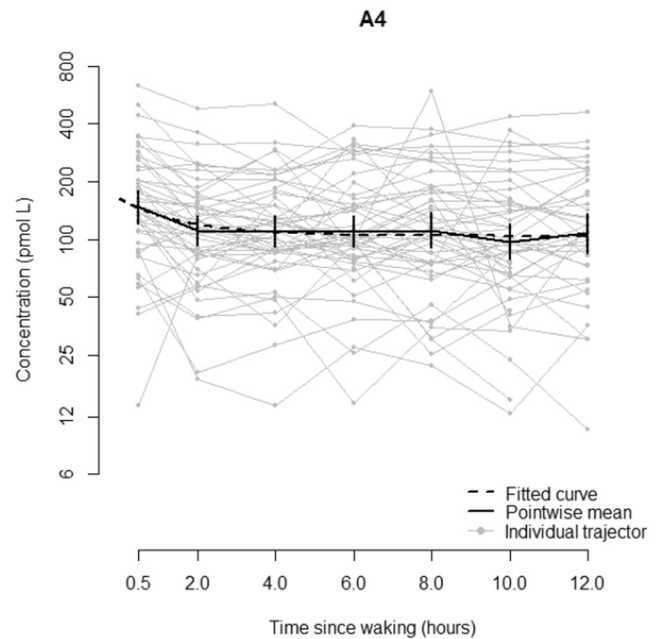 A4
Concentration (pmol L)
800
400
200
100
50
25
12
6
Fitted curve
Pointwise mean
Individual trajector
0.5 2.0 4.0 6.0 8.0 10.0 12.0
Time since waking (hours)